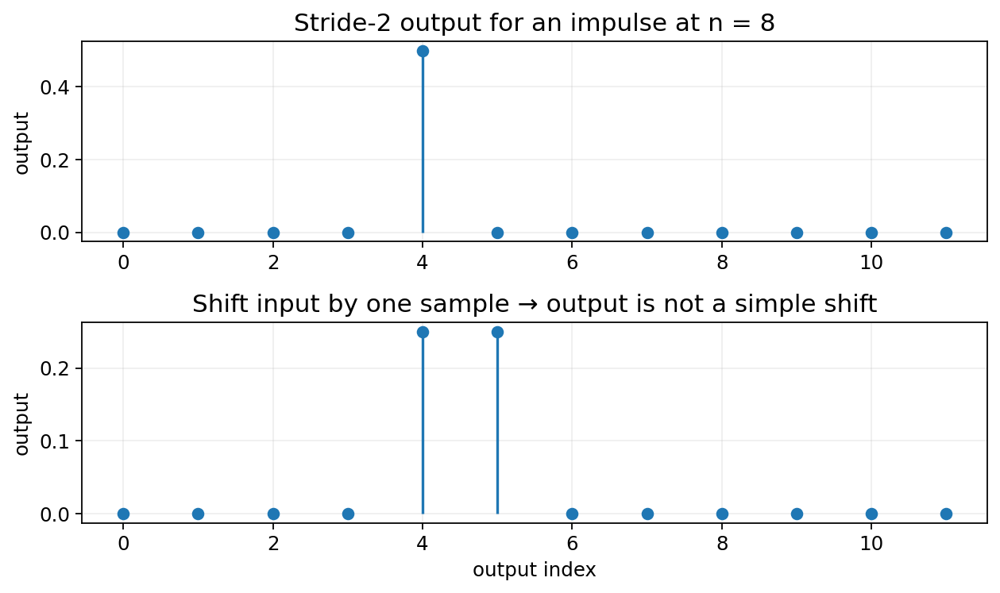 Stride-2 output for an impulse at n = 8
output
0.4
0.2
0.0
0 2 4 6 8 10
Shift input by one sample → output is not a simple shift
output
0.2
0.1
0.0
0 2 4 6 8 10
output index